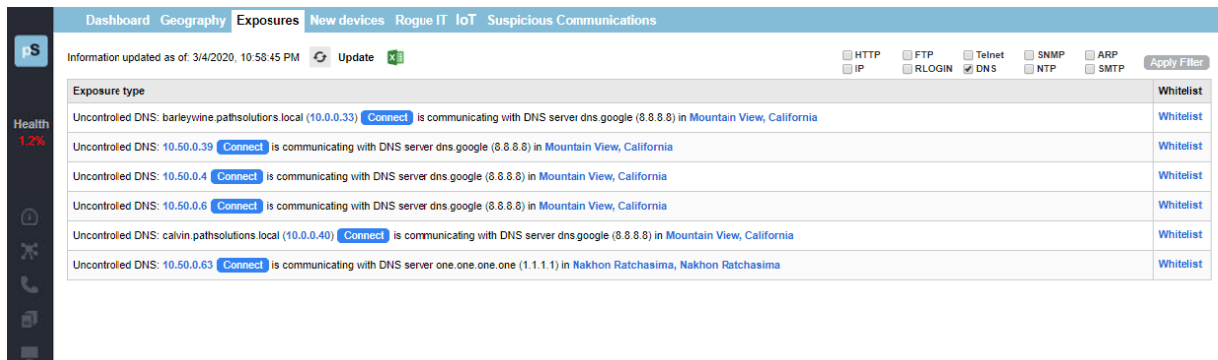 Dashboard Geography Exposures New devices Rogue IT IoT Suspicious Communications
pS
Information updated as of: 3/4/2020, 10:58:45 PM Update
HTTP FTP Telnet SNMP ARP
IP RLOGIN DNS NTP SMTP
Apply Filter
Exposure type Whitelist
Health
1.2%
Uncontrolled DNS: barleywine.pathsolutions.local (10.0.0.33) Connect is communicating with DNS server dns.google (8.8.8.8) in Mountain View, California Whitelist
Uncontrolled DNS: 10.50.0.39 Connect is communicating with DNS server dns.google (8.8.8.8) in Mountain View, California Whitelist
Uncontrolled DNS: 10.50.0.4 Connect is communicating with DNS server dns.google (8.8.8.8) in Mountain View, California Whitelist
Uncontrolled DNS: 10.50.0.6 Connect is communicating with DNS server dns.google (8.8.8.8) in Mountain View, California Whitelist
Uncontrolled DNS: calvin.pathsolutions.local (10.0.0.40) Connect is communicating with DNS server dns.google (8.8.8.8) in Mountain View, California Whitelist
Uncontrolled DNS: 10.50.0.63 Connect is communicating with DNS server one.one.one.one (1.1.1.1) in Nakhon Ratchasima, Nakhon Ratchasima Whitelist